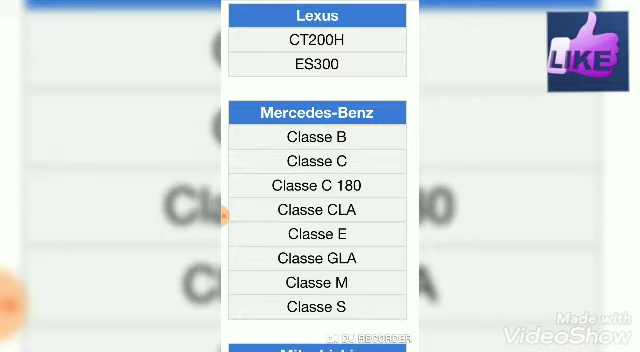 Lexus
CT200H
ES300
LIKE
Mercedes-Benz
Classe B
Classe C
Classe C 180
Classe CLA
Classe E
Classe GLA
Classe M
Classe S
DU RECORDER
Made with
VideoShow